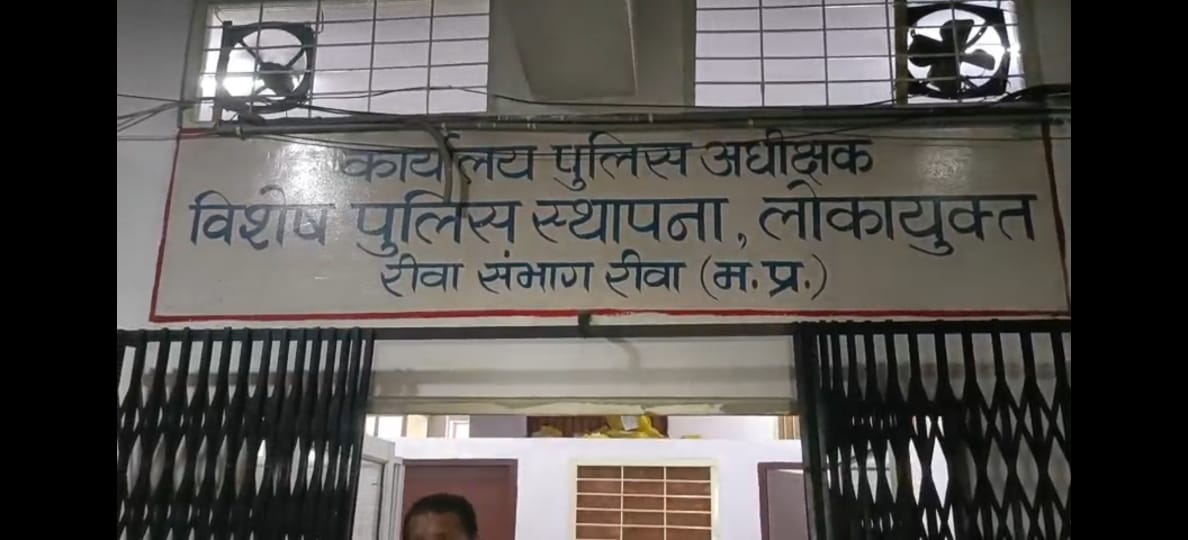 कार्यालय पुलिस अधीक्षक
विशेष पुलिस स्थापना, लोकायुक्त
रीवा संभाग रीवा (म.प्र.)